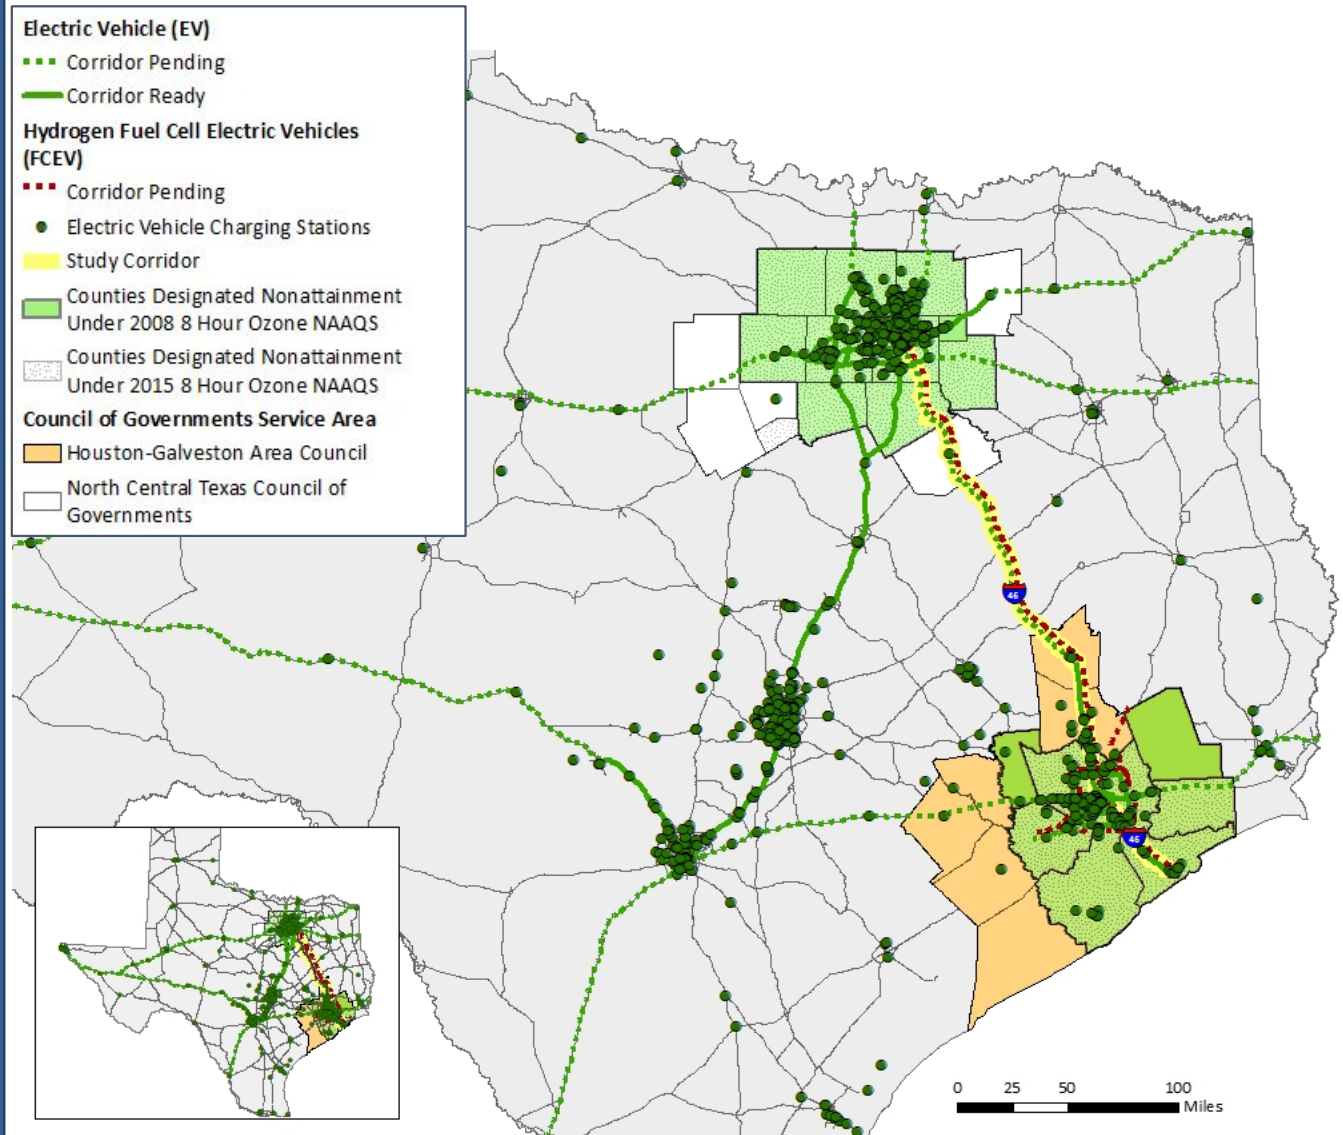 Electric Vehicle (EV)
Corridor Pending
Corridor Ready
Hydrogen Fuel Cell Electric Vehicles
(FCEV)
Corridor Pending
Electric Vehicle Charging Stations
Study Corridor
Counties Designated Nonattainment
Under 2008 8 Hour Ozone NAAQS
Counties Designated Nonattainment
Under 2015 8 Hour Ozone NAAQS
Council of Governments Service Area
Houston-Galveston Area Council
North Central Texas Council of
Governments
46
46
0 25 50 100
Miles